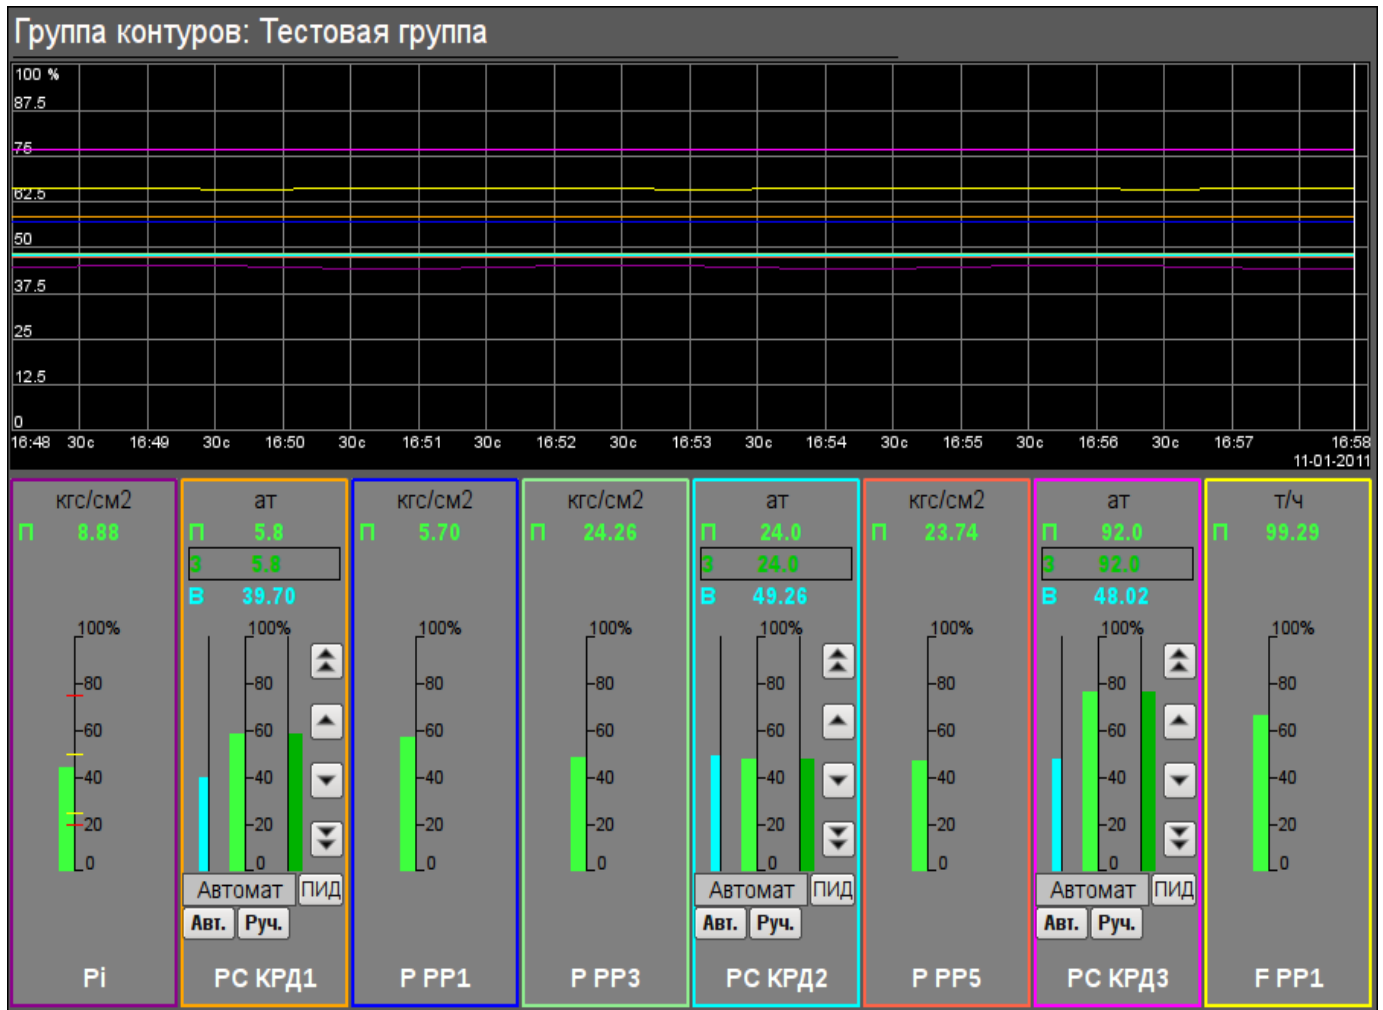 Группа контуров: Тестовая группа
100 %
87.5
75
62.5
50
37.5
25
12.5
0
16:48 30с 16:49 30с 16:50 30с 16:51 30с 16:52 30с 16:53 30с 16:54 30с 16:55 30с 16:56 30с 16:57 16:58
11-01-2011
кгс/см2 ат кгс/см2 кгс/см2 ат кгс/см2 ат т/ч
П 8.88 П 5.8 П 5.70 П 24.26 П 24.0 П 23.74 П 92.0 П 99.29
З 5.8 З 24.0 З 92.0
В 39.70 В 49.26 В 48.02
100% 100% 100% 100% 100% 100% 100% 100%
80 80 80 80 80 80 80 80
60 60 60 60 60 60 60 60
40 40 40 40 40 40 40 40
20 20 20 20 20 20 20 20
0 0 0 0 0 0 0 0
Автомат ПИД Автомат ПИД Автомат ПИД
Авт. Руч. Авт. Руч. Авт. Руч.
Pi РС КРД1 P PP1 P PP3 РС КРД2 P PP5 РС КРД3 F PP1